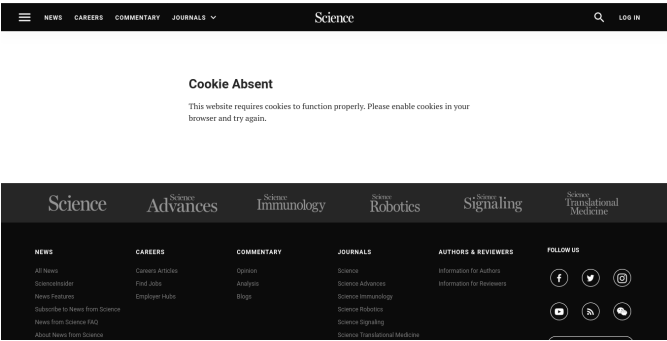 NEWS CAREERS COMMENTARY JOURNALS Science LOG IN
Cookie Absent
This website requires cookies to function properly. Please enable cookies in your
browser and try again.
Science
Science Advances
Science Immunology
Science Robotics
Science Signaling
Science Translational Medicine
NEWS
All News
ScienceInsider
News Features
Subscribe to News from Science
News from Science FAQ
About News from Science
CAREERS
Careers Articles
Find Jobs
Employer Hubs
COMMENTARY
Opinion
Analysis
Blogs
JOURNALS
Science
Science Advances
Science Immunology
Science Robotics
Science Signaling
Science Translational Medicine
AUTHORS & REVIEWERS
Information for Authors
Information for Reviewers
FOLLOW US